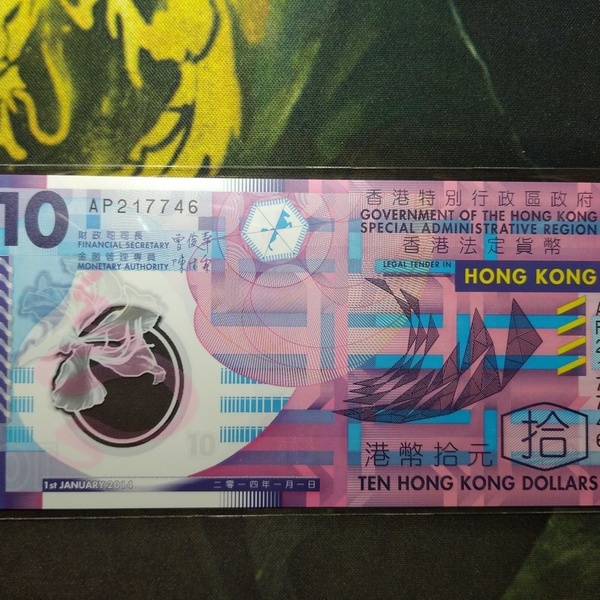 10
AP217746
財政司司長
FINANCIAL SECRETARY
金融管理專員
MONETARY AUTHORITY
10
1st JANUARY 2014
二零一四年一月一日
香港特別行政區政府
GOVERNMENT OF THE HONG KONG
SPECIAL ADMINISTRATIVE REGION
香港法定貨幣
LEGAL TENDER IN
HONG KONG
港幣拾元
拾
TEN HONG KONG DOLLARS